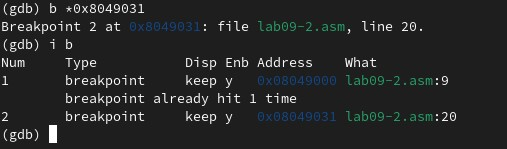 (gdb) b *0x8049031
Breakpoint 2 at 0x8049031: file lab09-2.asm, line 20.
(gdb) i b
Num     Type           Disp Enb Address    What
1       breakpoint     keep y   0x08049000 lab09-2.asm:9
        breakpoint already hit 1 time
2       breakpoint     keep y   0x08049031 lab09-2.asm:20
(gdb)